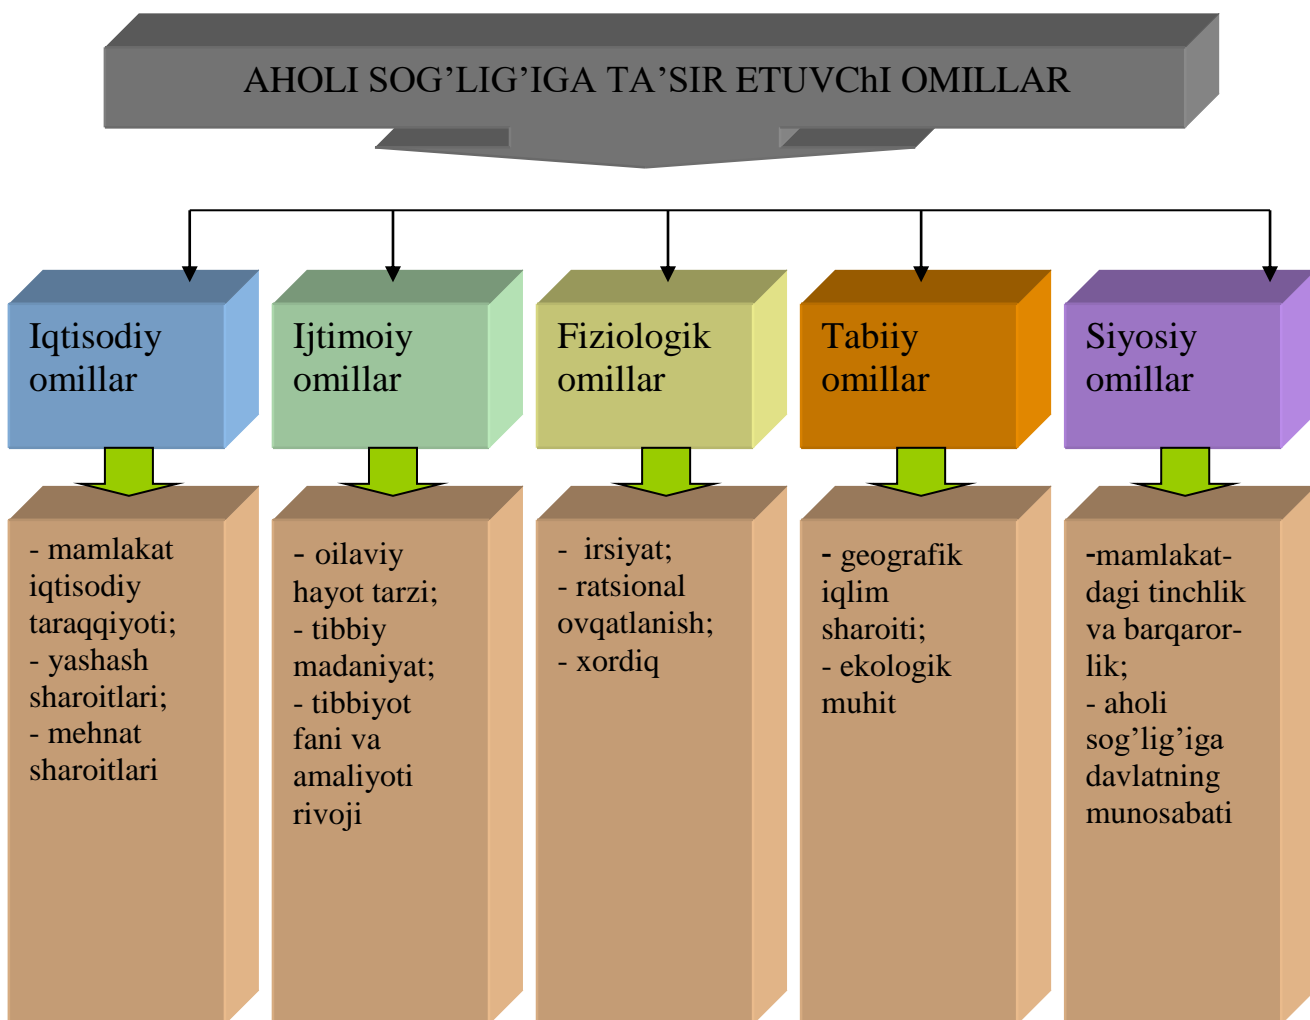 AHOLI SOG’LIG’IGA TA’SIR ETUVChI OMILLAR
Iqtisodiy
omillar
Ijtimoiy
omillar
Fiziologik
omillar
Tabiiy
omillar
Siyosiy
omillar
- mamlakat
iqtisodiy
taraqqiyoti;
- yashash
sharoitlari;
- mehnat
sharoitlari
- oilaviy
hayot tarzi;
- tibbiy
madaniyat;
- tibbiyot
fani va
amaliyoti
rivoji
- irsiyat;
- ratsional
ovqatlanish;
- xordiq
- geografik
iqlim
sharoiti;
- ekologik
muhit
-mamlakat-
dagi tinchlik
va barqaror-
lik;
- aholi
sog’lig’iga
davlatning
munosabati